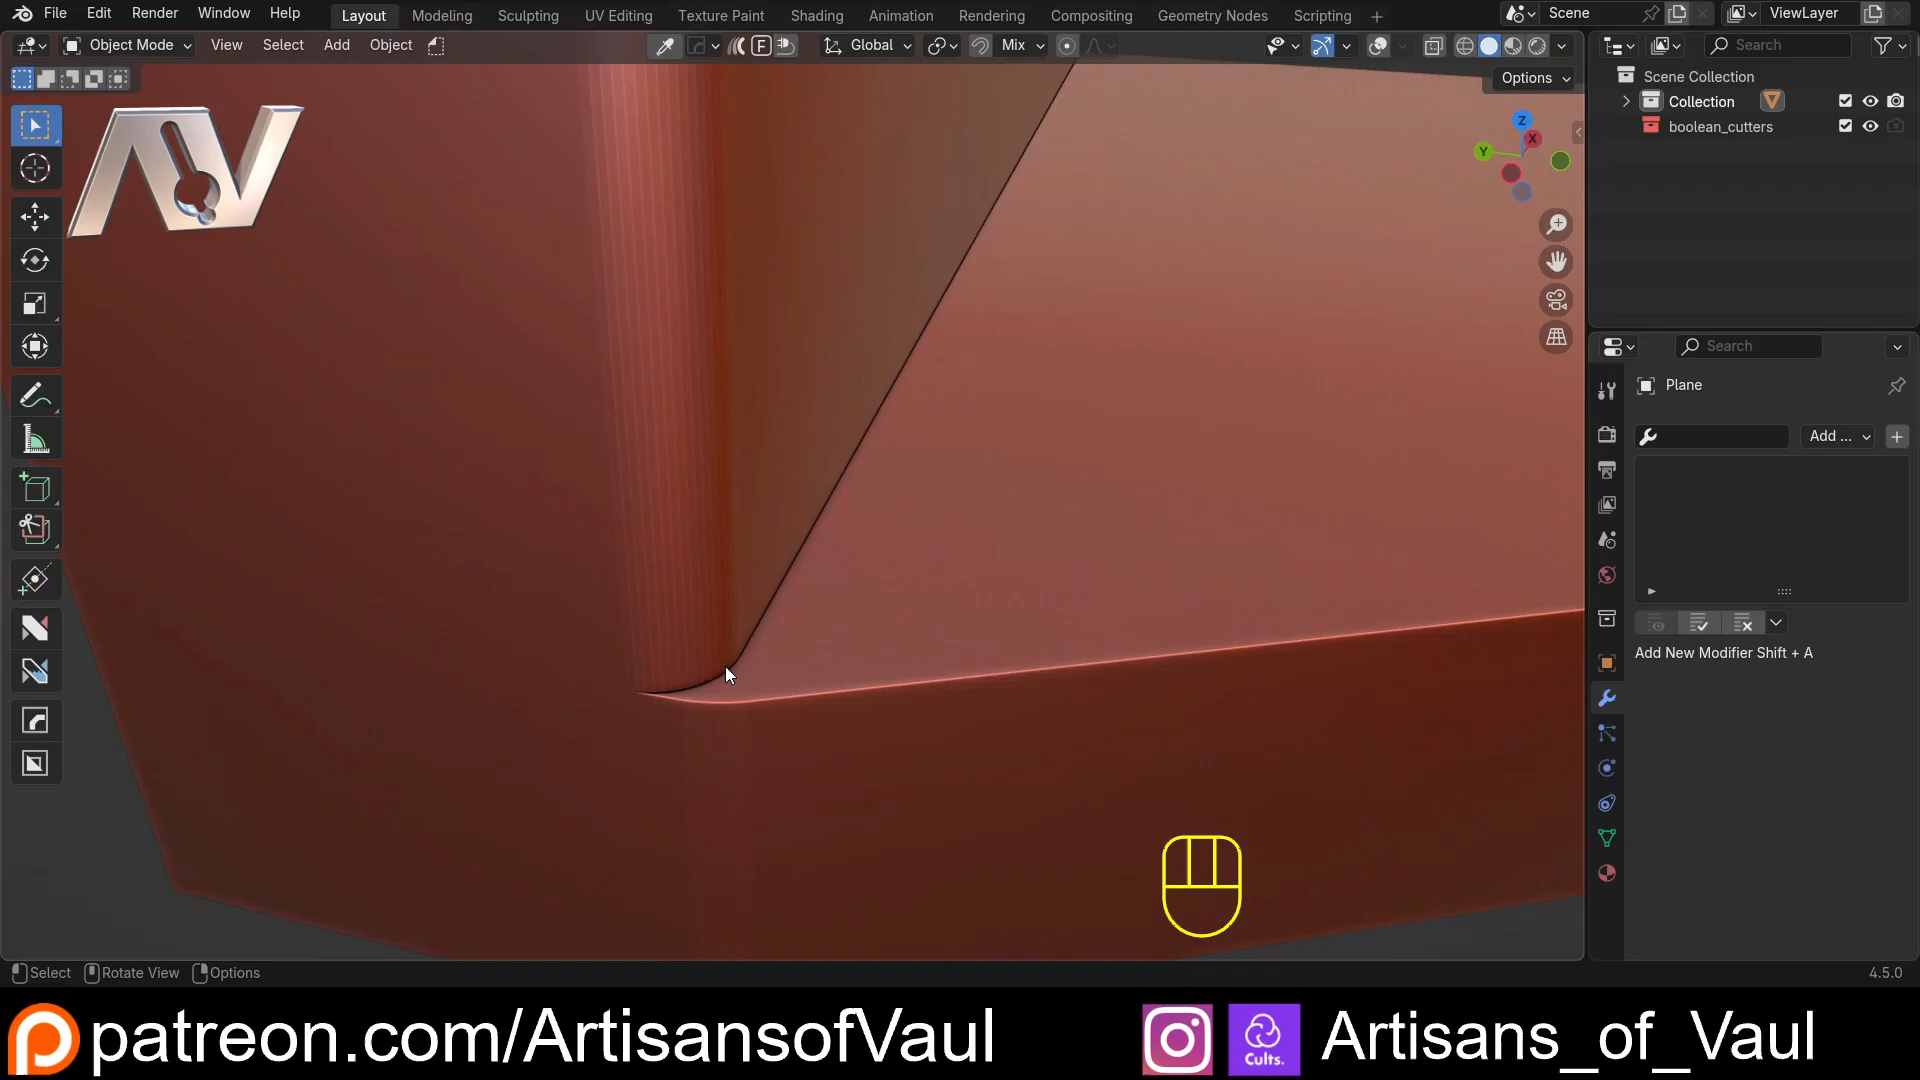 File Edit Render Window Help Layout Modeling Sculpting UV Editing Texture Paint Shading Animation Rendering Compositing Geometry Nodes Scripting Scene ViewLayer
Object Mode View Select Add Object F Global Mix Search
Options
Scene Collection
Collection
boolean_cutters
Z
X
Y
AV
Search
Plane
Add ...
Add New Modifier Shift + A
Select Rotate View Options 4.5.0
patreon.com/ArtisansofVaul Cults. Artisans_of_Vaul